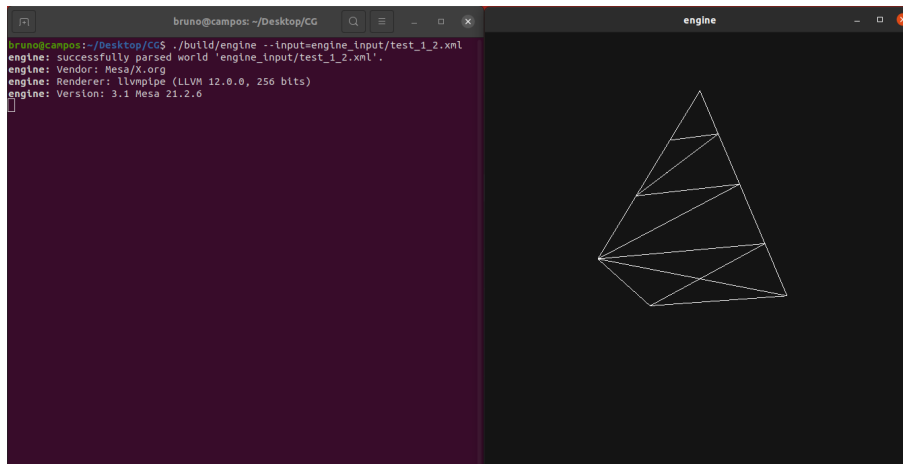 bruno@campos: ~/Desktop/CG
engine
bruno@campos:~/Desktop/CG$ ./build/engine --input=engine_input/test_1_2.xml
engine: successfully parsed world 'engine_input/test_1_2.xml'.
engine: Vendor: Mesa/X.org
engine: Renderer: llvmpipe (LLVM 12.0.0, 256 bits)
engine: Version: 3.1 Mesa 21.2.6